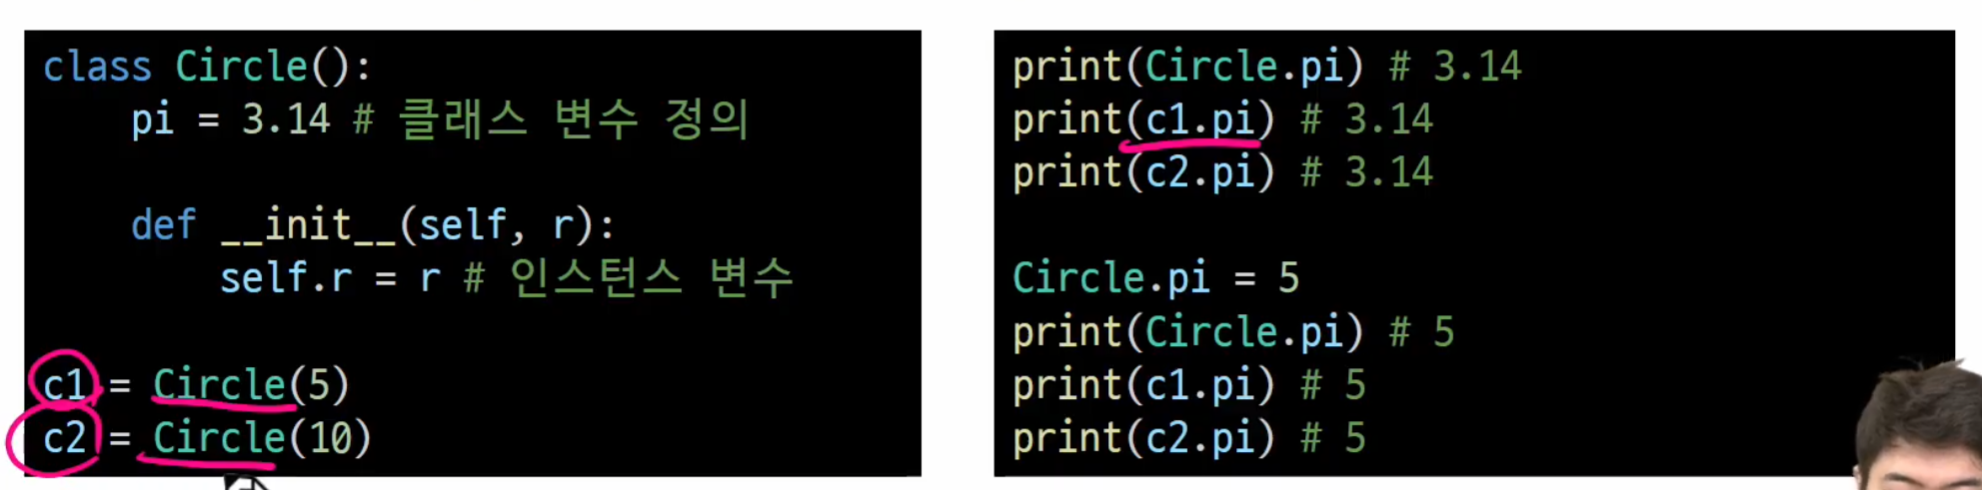 class Circle():
    pi = 3.14 # 클래스 변수 정의
    def __init__(self, r):
        self.r = r # 인스턴스 변수
c1 = Circle(5)
c2 = Circle(10)
print(Circle.pi) # 3.14
print(c1.pi) # 3.14
print(c2.pi) # 3.14
Circle.pi = 5
print(Circle.pi) # 5
print(c1.pi) # 5
print(c2.pi) # 5